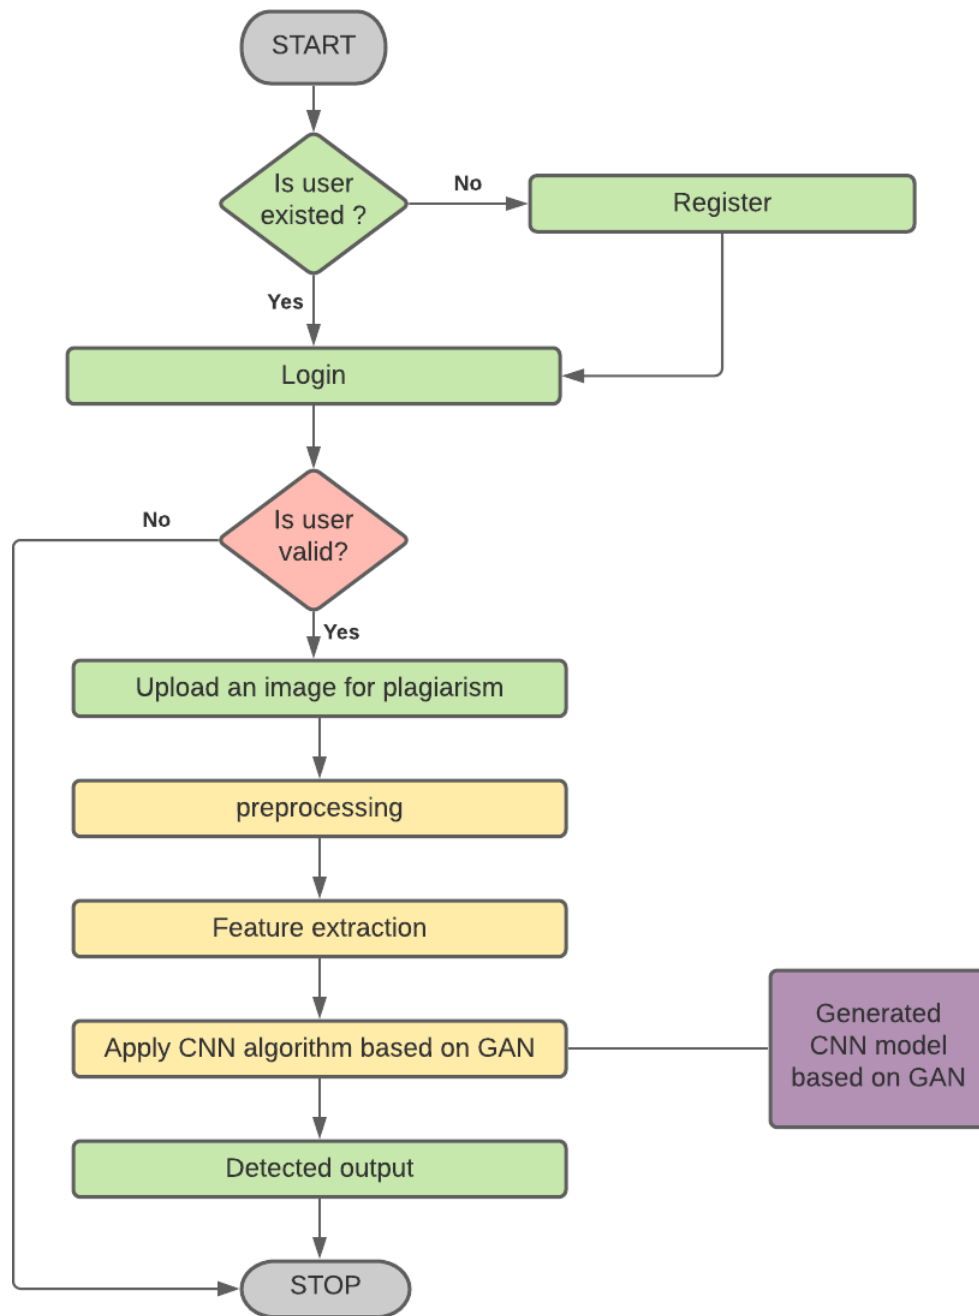 START
Is user
existed ?
No
Register
Yes
Login
No
Is user
valid?
Yes
Upload an image for plagiarism
preprocessing
Feature extraction
Apply CNN algorithm based on GAN
Generated
CNN model
based on GAN
Detected output
STOP